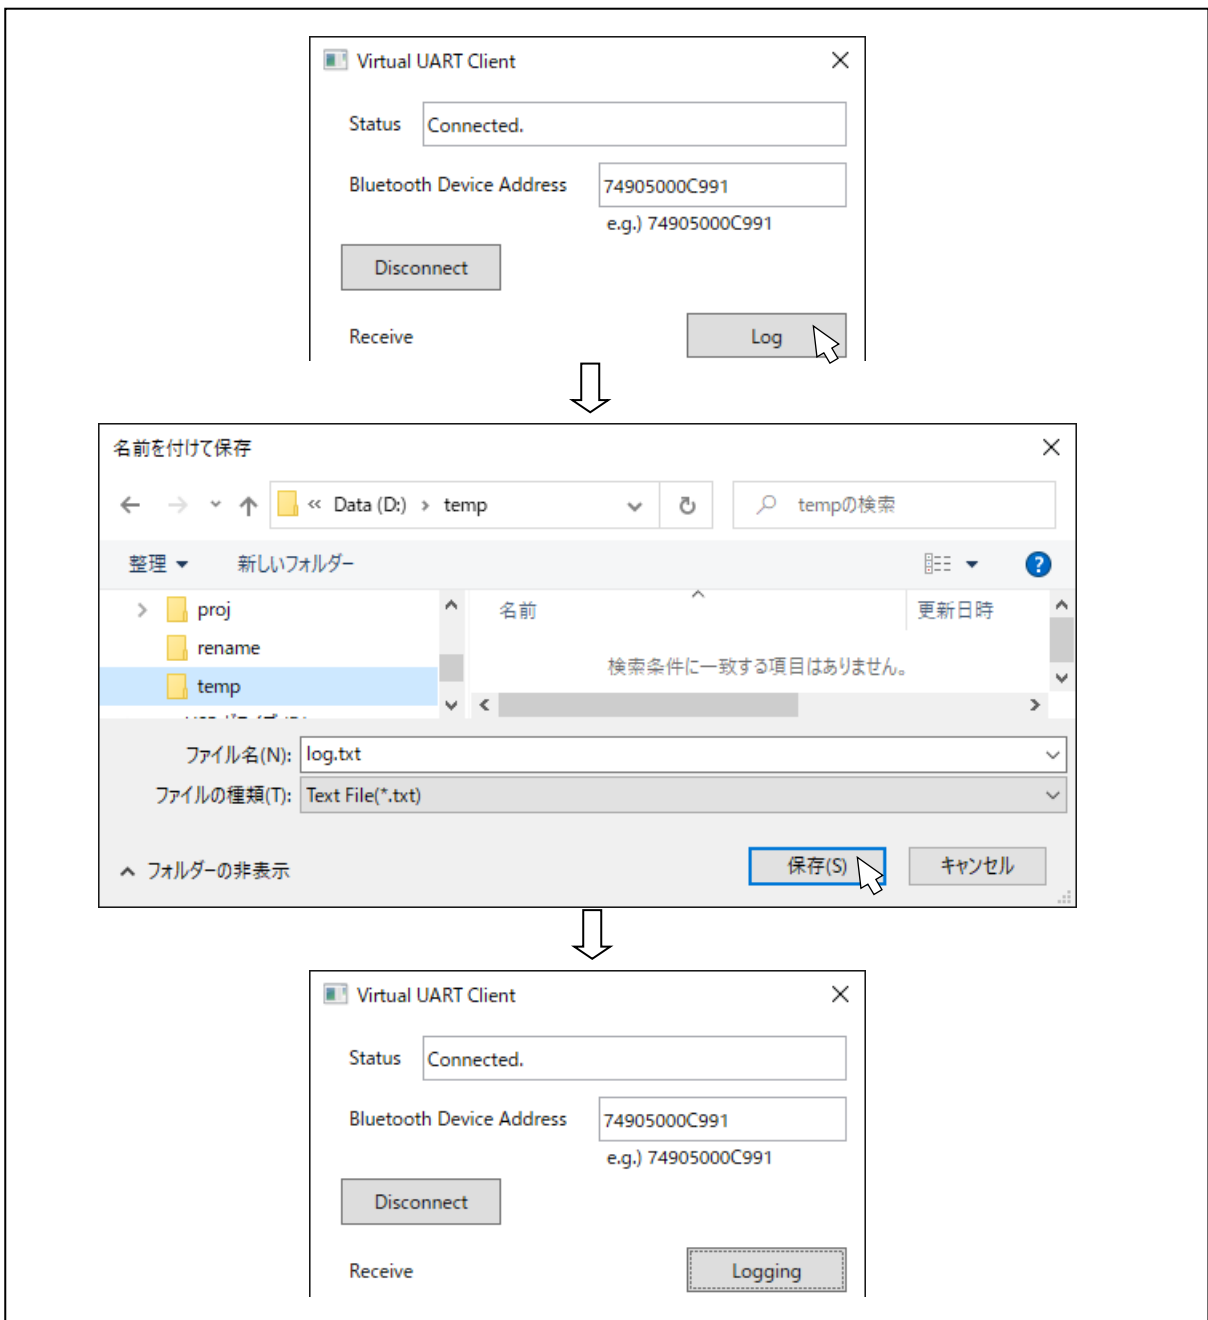 Virtual UART Client
Status Connected.
Bluetooth Device Address 74905000C991
e.g.) 74905000C991
Disconnect
Receive Log
名前を付けて保存
« Data (D:) › temp tempの検索
整理 新しいフォルダー
proj 名前 更新日時
rename
検索条件に一致する項目はありません。
temp
ファイル名(N): log.txt
ファイルの種類(T): Text File(*.txt)
フォルダーの非表示 保存(S) キャンセル
Virtual UART Client
Status Connected.
Bluetooth Device Address 74905000C991
e.g.) 74905000C991
Disconnect
Receive Logging